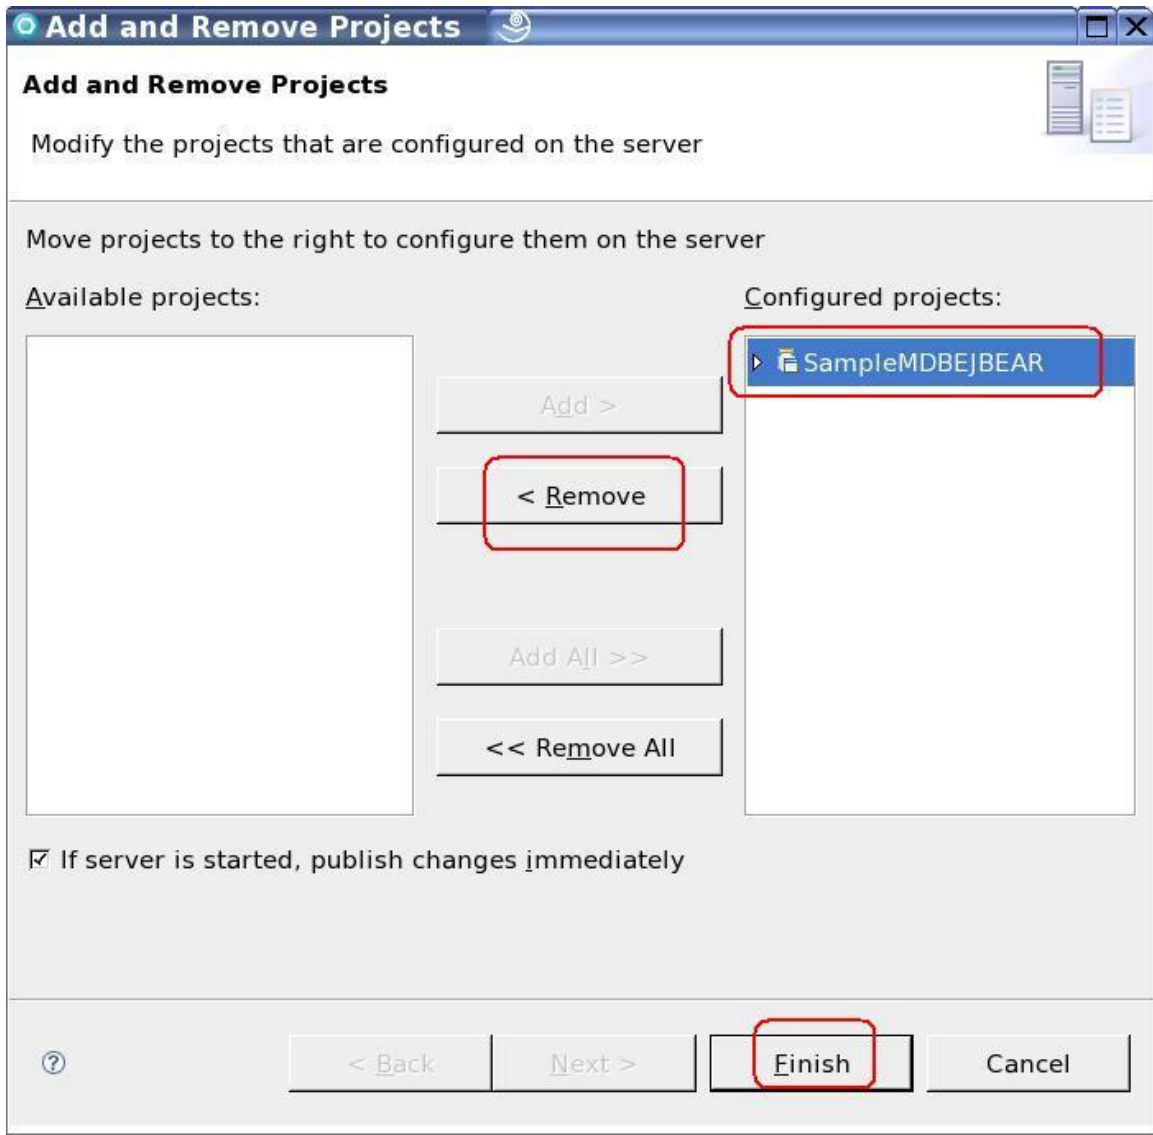 Add and Remove Projects
Add and Remove Projects
Modify the projects that are configured on the server
Move projects to the right to configure them on the server
Available projects:
Configured projects:
SampleMDBEJBEAR
Add >
< Remove
Add All >>
<< Remove All
If server is started, publish changes immediately
?
< Back
Next >
Finish
Cancel